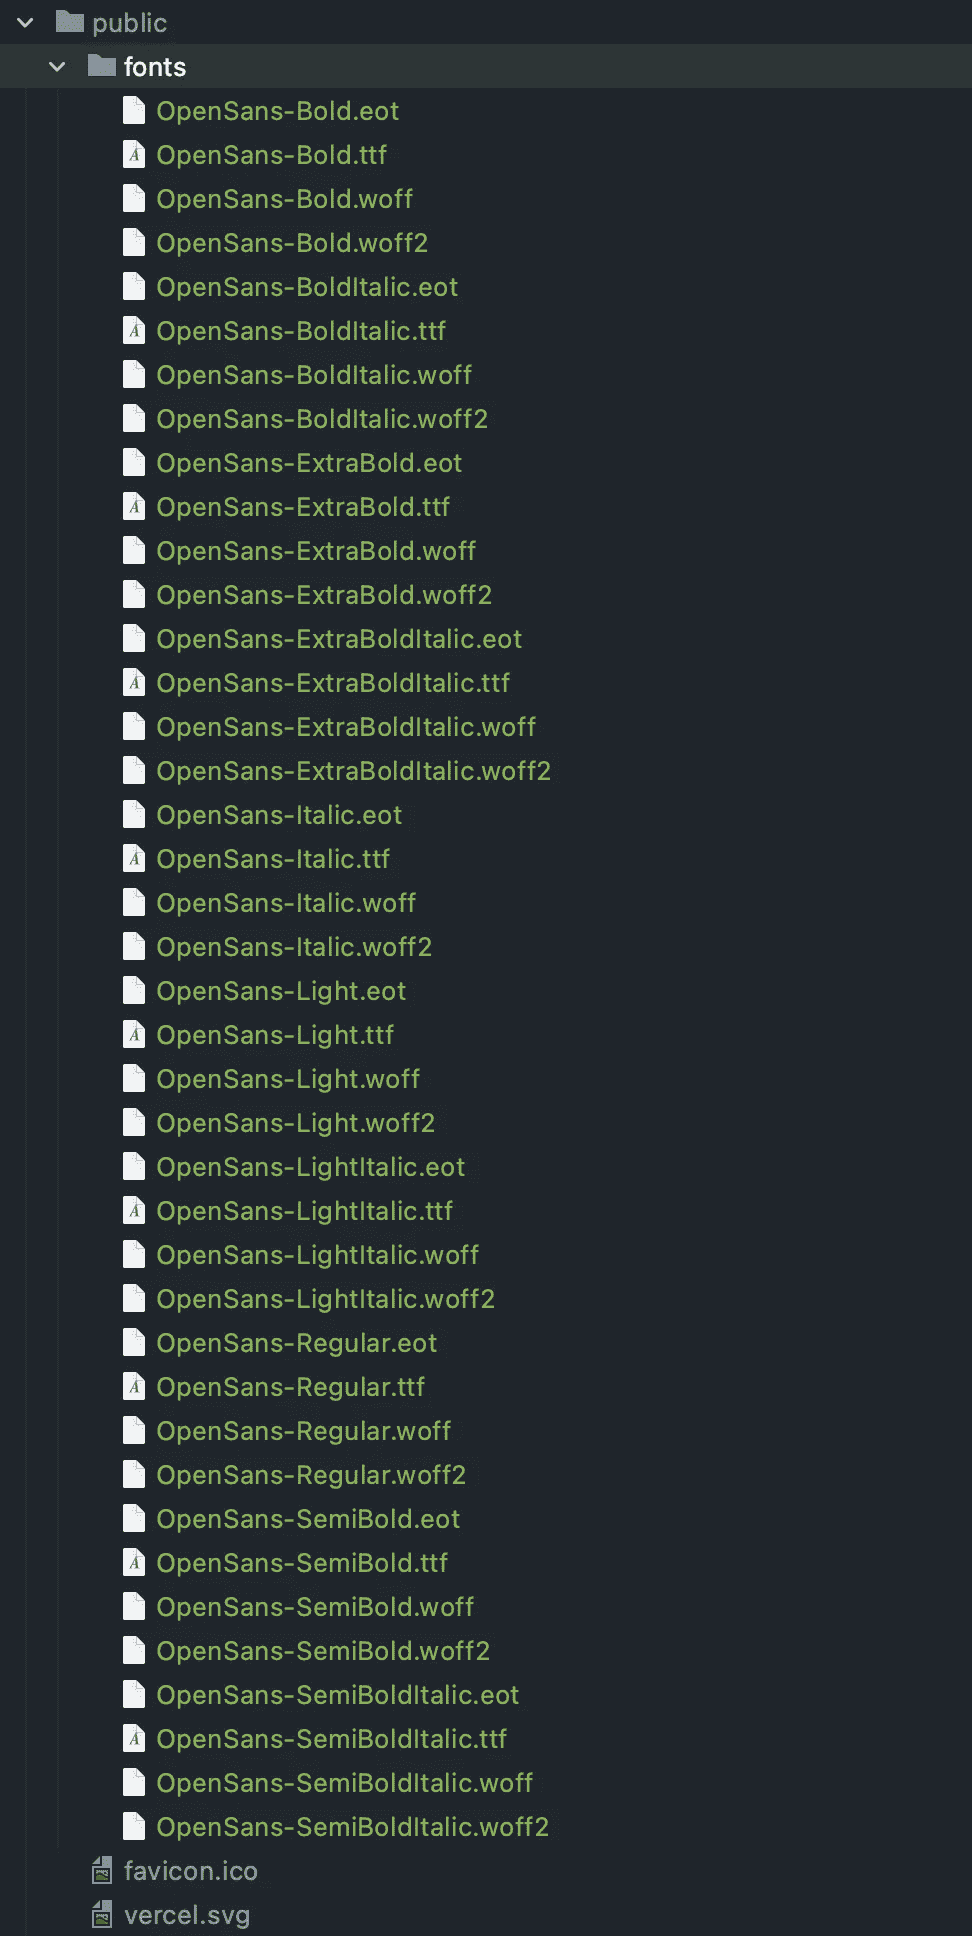 public
fonts
OpenSans-Bold.eot
OpenSans-Bold.ttf
OpenSans-Bold.woff
OpenSans-Bold.woff2
OpenSans-BoldItalic.eot
OpenSans-BoldItalic.ttf
OpenSans-BoldItalic.woff
OpenSans-BoldItalic.woff2
OpenSans-ExtraBold.eot
OpenSans-ExtraBold.ttf
OpenSans-ExtraBold.woff
OpenSans-ExtraBold.woff2
OpenSans-ExtraBoldItalic.eot
OpenSans-ExtraBoldItalic.ttf
OpenSans-ExtraBoldItalic.woff
OpenSans-ExtraBoldItalic.woff2
OpenSans-Italic.eot
OpenSans-Italic.ttf
OpenSans-Italic.woff
OpenSans-Italic.woff2
OpenSans-Light.eot
OpenSans-Light.ttf
OpenSans-Light.woff
OpenSans-Light.woff2
OpenSans-LightItalic.eot
OpenSans-LightItalic.ttf
OpenSans-LightItalic.woff
OpenSans-LightItalic.woff2
OpenSans-Regular.eot
OpenSans-Regular.ttf
OpenSans-Regular.woff
OpenSans-Regular.woff2
OpenSans-SemiBold.eot
OpenSans-SemiBold.ttf
OpenSans-SemiBold.woff
OpenSans-SemiBold.woff2
OpenSans-SemiBoldItalic.eot
OpenSans-SemiBoldItalic.ttf
OpenSans-SemiBoldItalic.woff
OpenSans-SemiBoldItalic.woff2
favicon.ico
vercel.svg